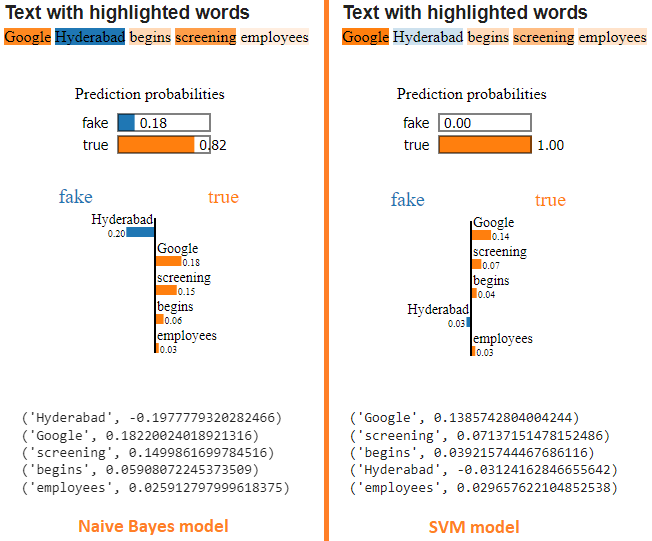 Text with highlighted words
Google Hyderabad begins screening employees
Prediction probabilities
fake 0.18
true 0.82
fake true
Hyderabad
0.20
Google
0.18
screening
0.15
begins
0.06
employees
0.03
('Hyderabad', -0.1977779320282466)
('Google', 0.18220024018921316)
('screening', 0.1499861699784516)
('begins', 0.05908072245373509)
('employees', 0.025912797999618375)
Naive Bayes model
Text with highlighted words
Google Hyderabad begins screening employees
Prediction probabilities
fake 0.00
true 1.00
fake true
Google
0.14
screening
0.07
begins
0.04
Hyderabad
0.03
employees
0.03
('Google', 0.1385742804004244)
('screening', 0.07137151478152486)
('begins', 0.039215744467686116)
('Hyderabad', -0.03124162846655642)
('employees', 0.029657622104852538)
SVM model